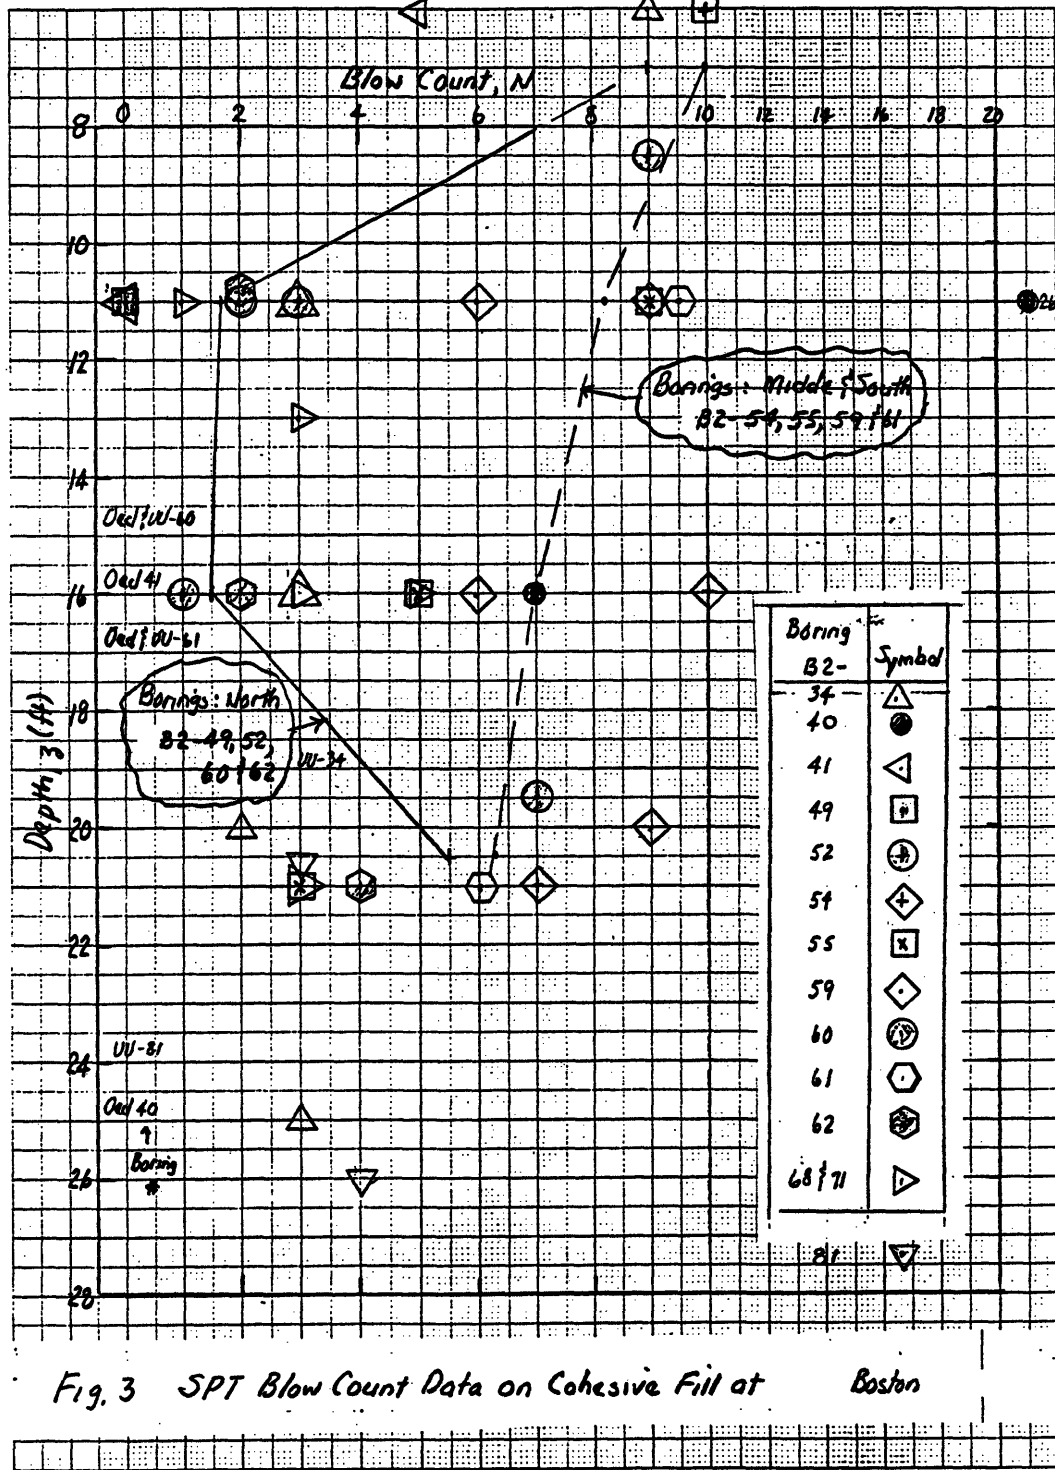 Blow Count, N
0 2 4 6 8 10 12 14 16 18 20
8
10
26
12
Borings: Middle & South
B2-54, 55, 59 & 61
14
Oed & UU-60
16
Oed 41
Oed & UU-61
Borings: North
B2-49, 52,
60 & 62
UU-34
18
Depth, z (ft)
20
22
UU-81
24
Oed 40
↑
Boring
#
26
28
Boring
B2-
Symbol
34
40
41
49
52
54
55
59
60
61
62
68 & 71
81
Fig. 3 SPT Blow Count Data on Cohesive Fill at Boston